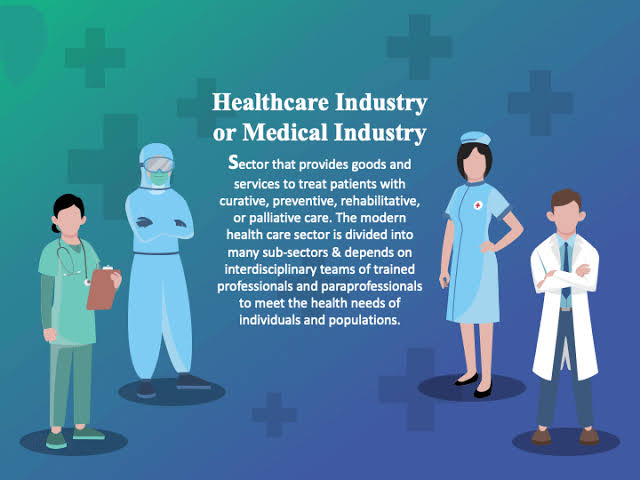 Healthcare Industry
or Medical Industry
Sector that provides goods and
services to treat patients with
curative, preventive, rehabilitative,
or palliative care. The modern
health care sector is divided into
many sub-sectors & depends on
interdisciplinary teams of trained
professionals and paraprofessionals
to meet the health needs of
individuals and populations.